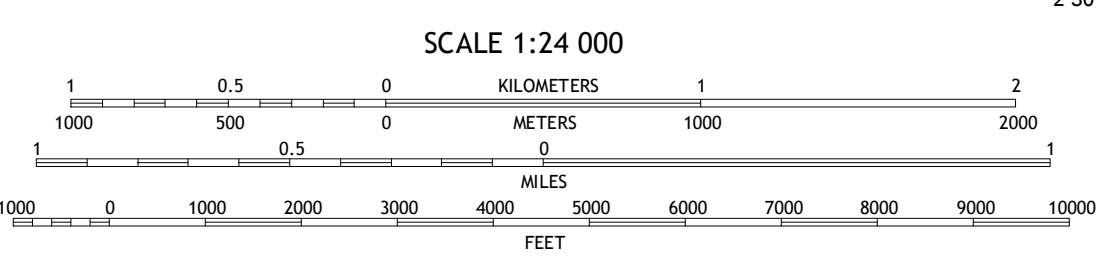 2 30
SCALE 1:24 000
1 0.5 0 KILOMETERS 1 2
1000 500 0 METERS 1000 2000
1 0.5 0 1
MILES
1000 0 1000 2000 3000 4000 5000 6000 7000 8000 9000 10000
FEET